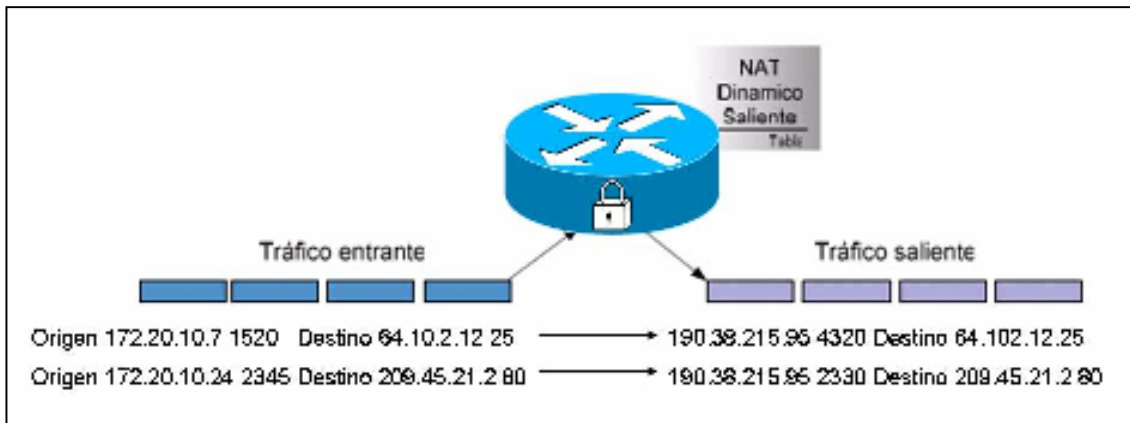 NAT
Dinamico
Saliente
Tabla
Tráfico entrante
Tráfico saliente
Origen 172.20.10.7 1520 Destino 64.10.2.12 25 190.38.215.95 4320 Destino 64.102.12.25
Origen 172.20.10.24 2345 Destino 209.45.21.2 80 190.38.215.95 2330 Destino 209.45.21.2 80